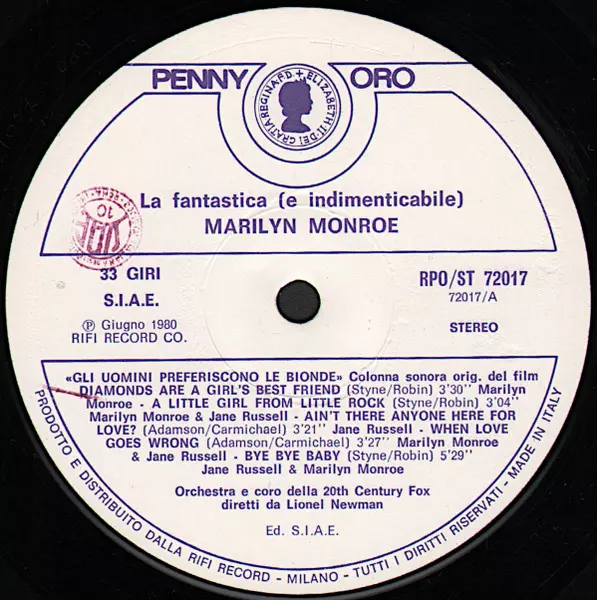 PENNY ORO
ELIZABETH·II·DEI·GRATIA·REGINA·F.D.+
La fantastica (e indimenticabile)
MARILYN MONROE
33 GIRI
S.I.A.E.
RPO/ST 72017
72017/A
℗ Giugno 1980
RIFI RECORD CO.
STEREO
«GLI UOMINI PREFERISCONO LE BIONDE» Colonna sonora orig. del film
DIAMONDS ARE A GIRL'S BEST FRIEND (Styne/Robin) 3'30" Marilyn
Monroe - A LITTLE GIRL FROM LITTLE ROCK (Styne/Robin) 3'04"
Marilyn Monroe & Jane Russell - AIN'T THERE ANYONE HERE FOR
LOVE? (Adamson/Carmichael) 3'21" Jane Russell - WHEN LOVE
GOES WRONG (Adamson/Carmichael) 3'27" Marilyn Monroe
& Jane Russell - BYE BYE BABY (Styne/Robin) 5'29"
Jane Russell & Marilyn Monroe
Orchestra e coro della 20th Century Fox
diretti da Lionel Newman
Ed. S.I.A.E.
PRODOTTO E DISTRIBUITO DALLA RIFI RECORD - MILANO - TUTTI I DIRITTI RISERVATI - MADE IN ITALY